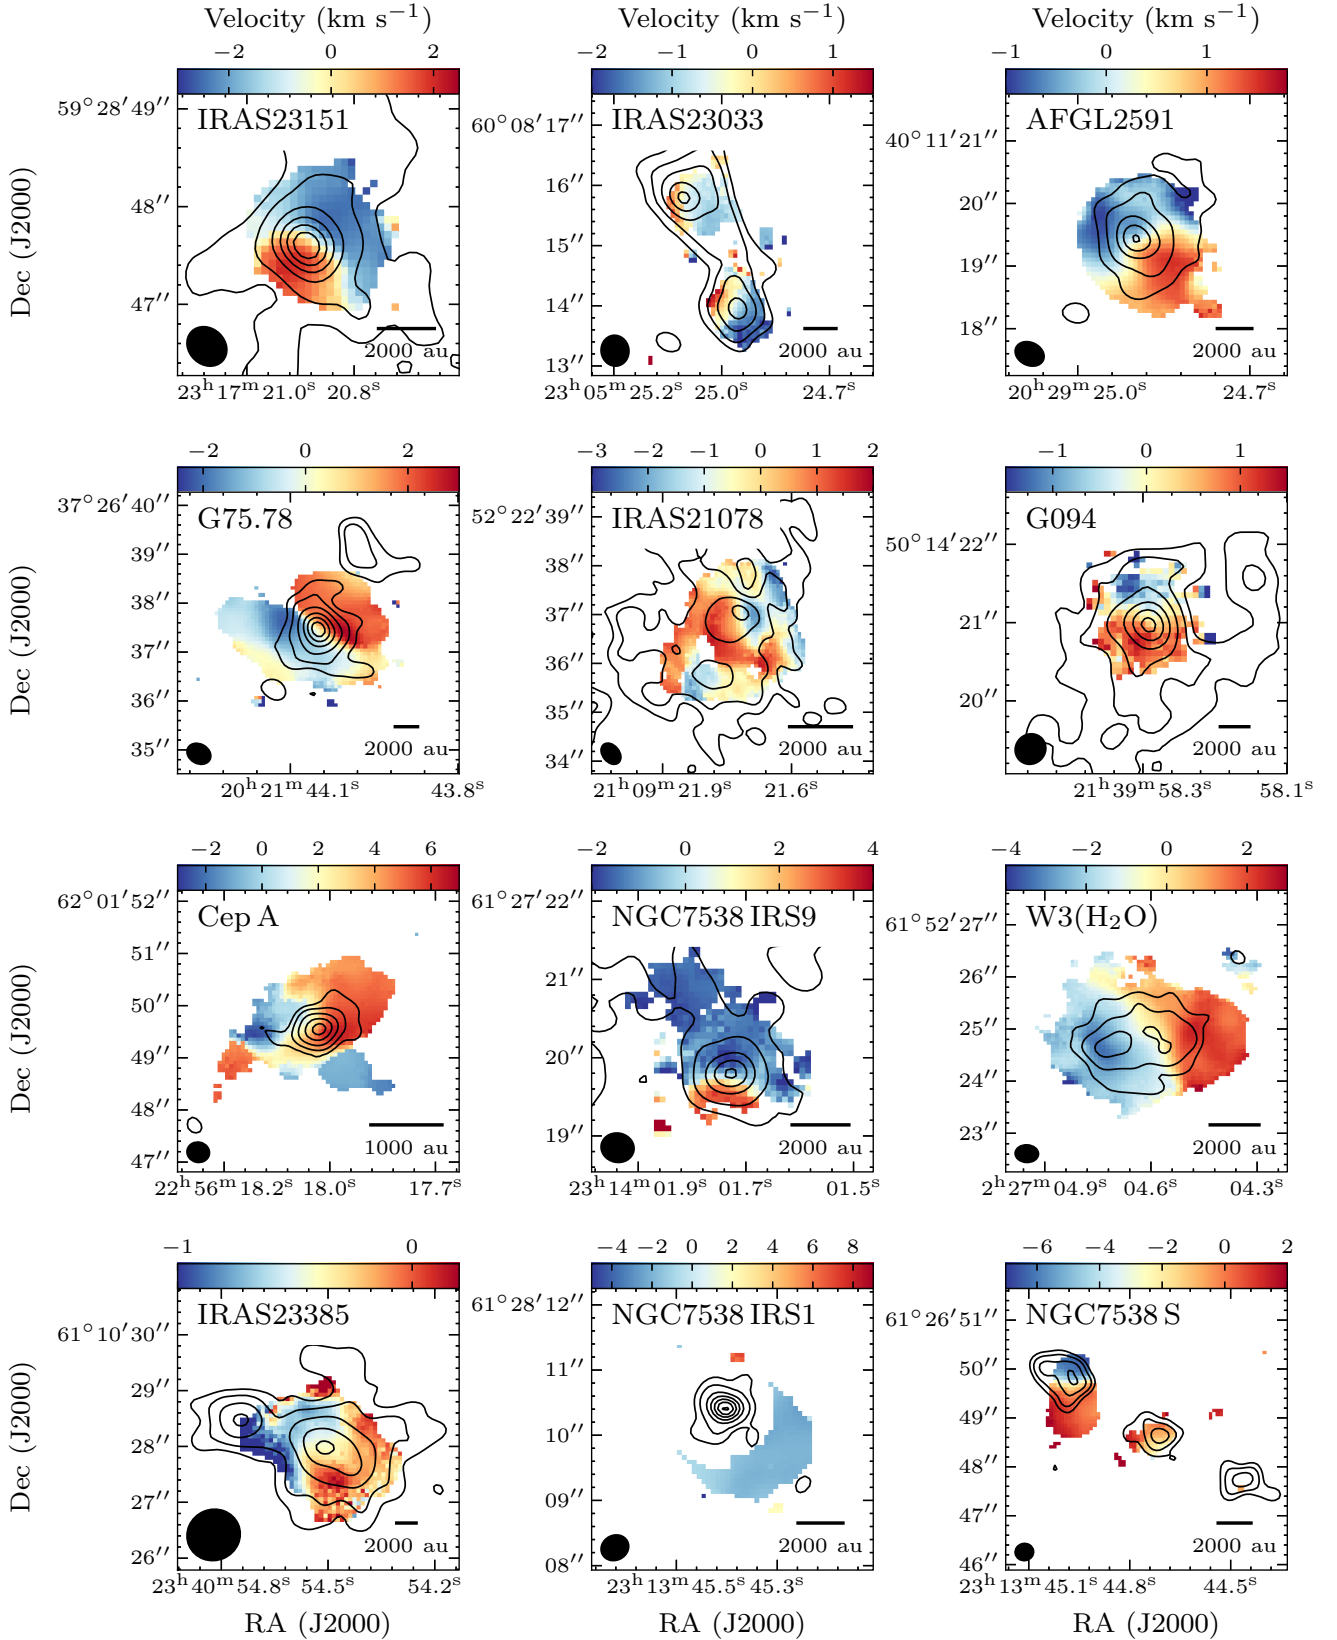 Velocity (km s⁻¹) Velocity (km s⁻¹) Velocity (km s⁻¹)
−2 0 2 −2 −1 0 1 −1 0 1
IRAS23151 IRAS23033 AFGL2591
59°28′49′′ 60°08′17′′ 40°11′21′′
48′′ 16′′ 20′′
47′′ 15′′ 19′′
14′′ 18′′
13′′
Dec (J2000)
2000 au 2000 au 2000 au
23ʰ17ᵐ21.0ˢ 20.8ˢ 23ʰ05ᵐ25.2ˢ 25.0ˢ 24.7ˢ 20ʰ29ᵐ25.0ˢ 24.7ˢ
−2 0 2 −3 −2 −1 0 1 2 −1 0 1
G75.78 IRAS21078 G094
37°26′40′′ 52°22′39′′ 50°14′22′′
39′′ 38′′ 21′′
38′′ 37′′ 20′′
37′′ 36′′
36′′ 35′′
35′′ 34′′
Dec (J2000)
2000 au 2000 au 2000 au
20ʰ21ᵐ44.1ˢ 43.8ˢ 21ʰ09ᵐ21.9ˢ 21.6ˢ 21ʰ39ᵐ58.3ˢ 58.1ˢ
−2 0 2 4 6 −2 0 2 4 −4 −2 0 2
Cep A NGC7538 IRS9 W3(H₂O)
62°01′52′′ 61°27′22′′ 61°52′27′′
51′′ 21′′ 26′′
50′′ 20′′ 25′′
49′′ 19′′ 24′′
48′′ 23′′
47′′
Dec (J2000)
1000 au 2000 au 2000 au
22ʰ56ᵐ18.2ˢ 18.0ˢ 17.7ˢ 23ʰ14ᵐ01.9ˢ 01.7ˢ 01.5ˢ 2ʰ27ᵐ04.9ˢ 04.6ˢ 04.3ˢ
−1 0 −4 −2 0 2 4 6 8 −6 −4 −2 0 2
IRAS23385 NGC7538 IRS1 NGC7538 S
61°10′30′′ 61°28′12′′ 61°26′51′′
29′′ 11′′ 50′′
28′′ 10′′ 49′′
27′′ 09′′ 48′′
26′′ 08′′ 47′′
46′′
Dec (J2000)
2000 au 2000 au 2000 au
23ʰ40ᵐ54.8ˢ 54.5ˢ 54.2ˢ 23ʰ13ᵐ45.5ˢ 45.3ˢ 23ʰ13ᵐ45.1ˢ 44.8ˢ 44.5ˢ
RA (J2000) RA (J2000) RA (J2000)